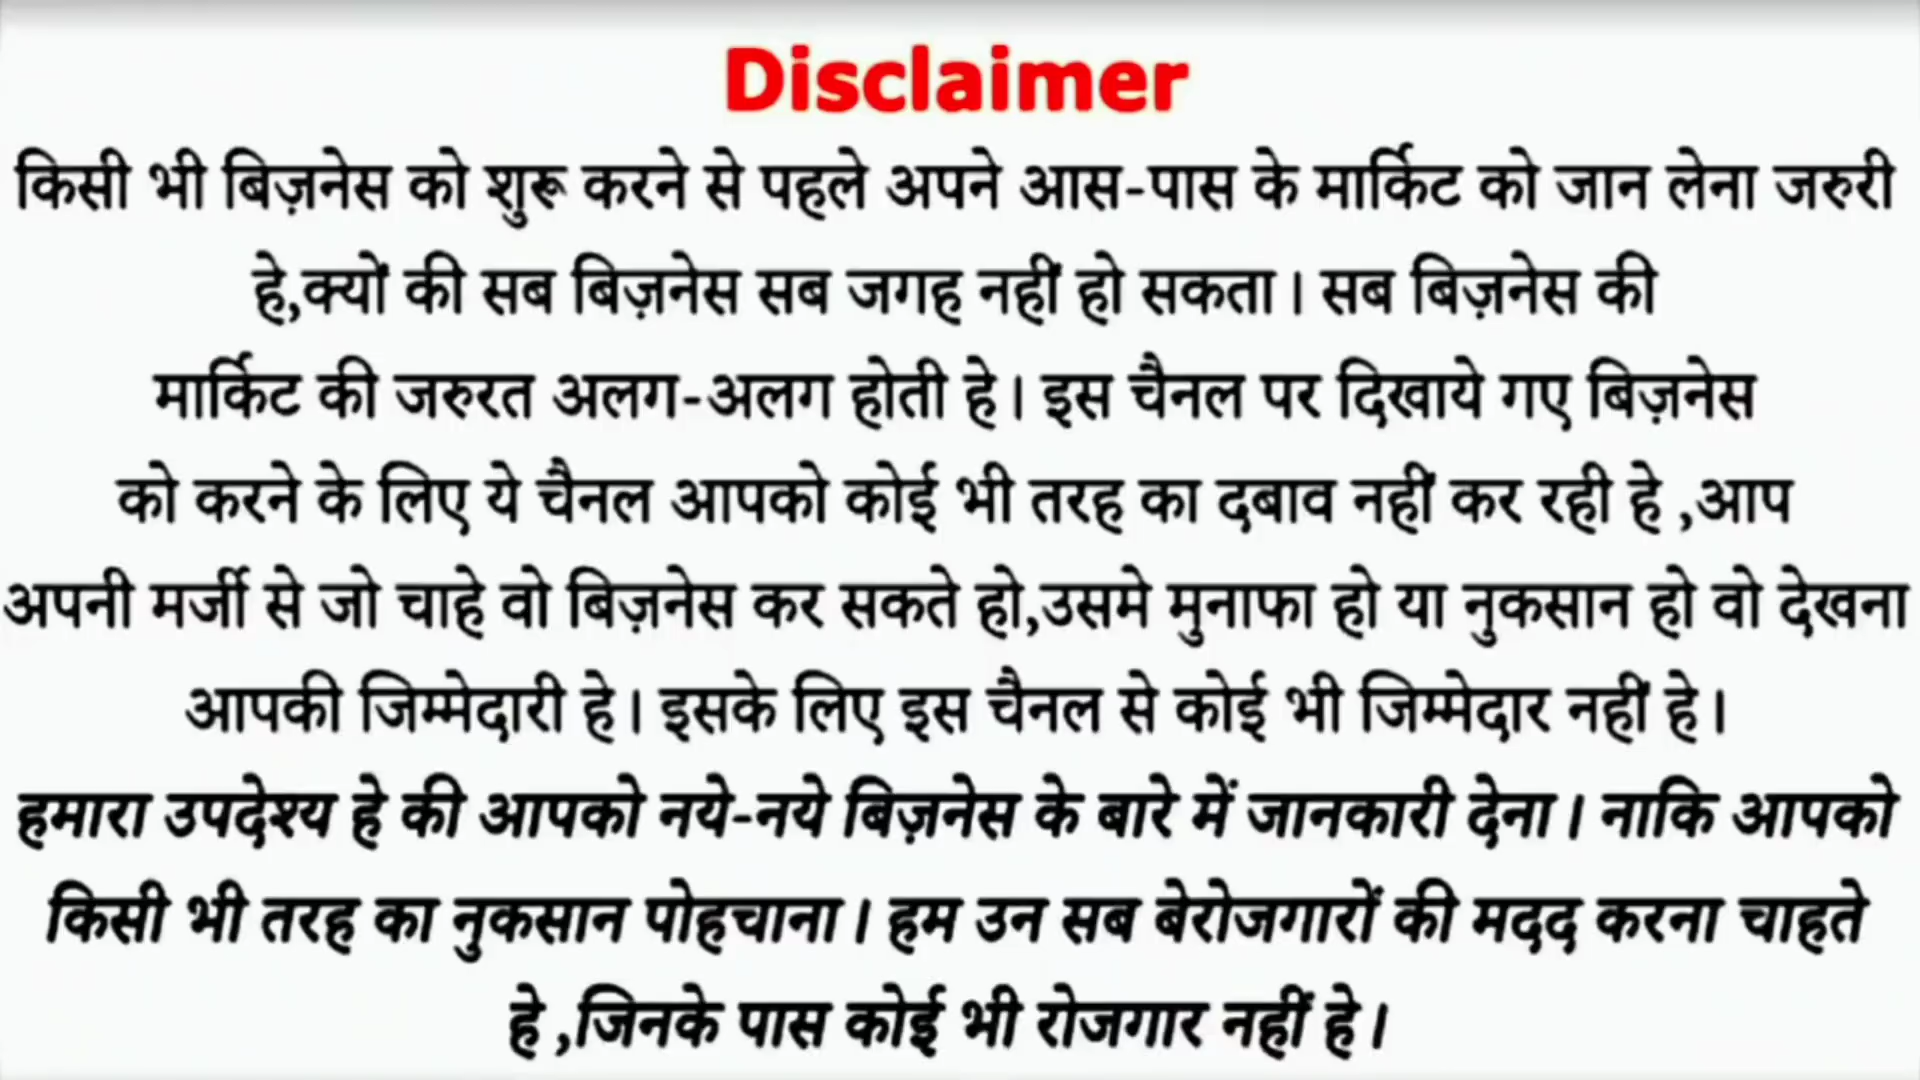 Disclaimer
किसी भी बिज़नेस को शुरू करने से पहले अपने आस-पास के मार्किट को जान लेना जरुरी
हे,क्यों की सब बिज़नेस सब जगह नहीं हो सकता। सब बिज़नेस की
मार्किट की जरुरत अलग-अलग होती हे। इस चैनल पर दिखाये गए बिज़नेस
को करने के लिए ये चैनल आपको कोई भी तरह का दबाव नहीं कर रही हे ,आप
अपनी मर्जी से जो चाहे वो बिज़नेस कर सकते हो,उसमे मुनाफा हो या नुकसान हो वो देखना
आपकी जिम्मेदारी हे। इसके लिए इस चैनल से कोई भी जिम्मेदार नहीं हे।
हमारा उपदेश्य हे की आपको नये-नये बिज़नेस के बारे में जानकारी देना। नाकि आपको
किसी भी तरह का नुकसान पोहचाना। हम उन सब बेरोजगारों की मदद करना चाहते
हे ,जिनके पास कोई भी रोजगार नहीं हे।